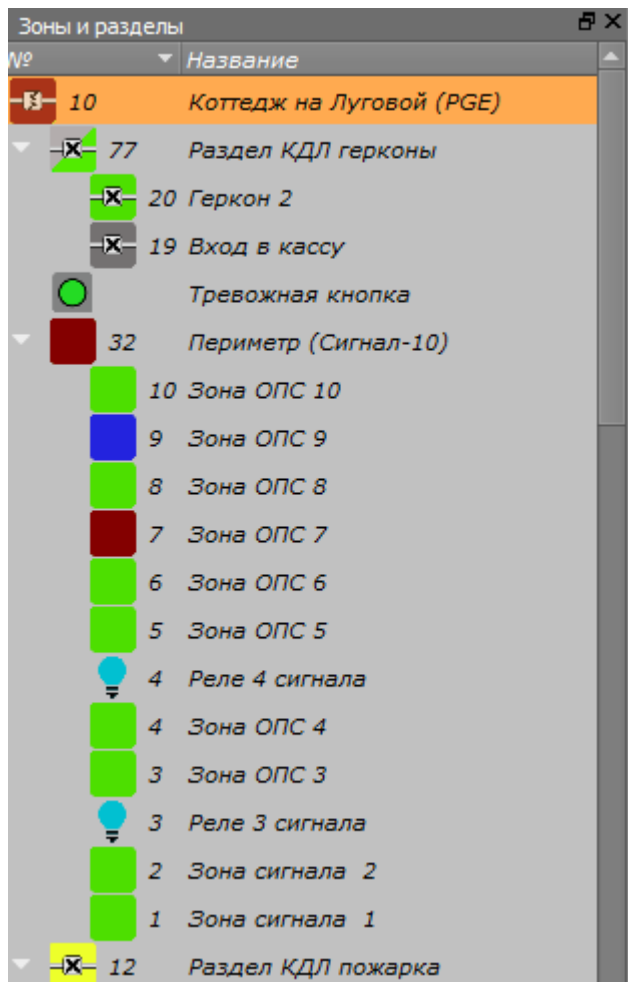 Зоны и разделы
№ Название
10 Коттедж на Луговой (PGE)
77 Раздел КДЛ герконы
20 Геркон 2
19 Вход в кассу
Тревожная кнопка
32 Периметр (Сигнал-10)
10 Зона ОПС 10
9 Зона ОПС 9
8 Зона ОПС 8
7 Зона ОПС 7
6 Зона ОПС 6
5 Зона ОПС 5
4 Реле 4 сигнала
4 Зона ОПС 4
3 Зона ОПС 3
3 Реле 3 сигнала
2 Зона сигнала 2
1 Зона сигнала 1
12 Раздел КДЛ пожарка